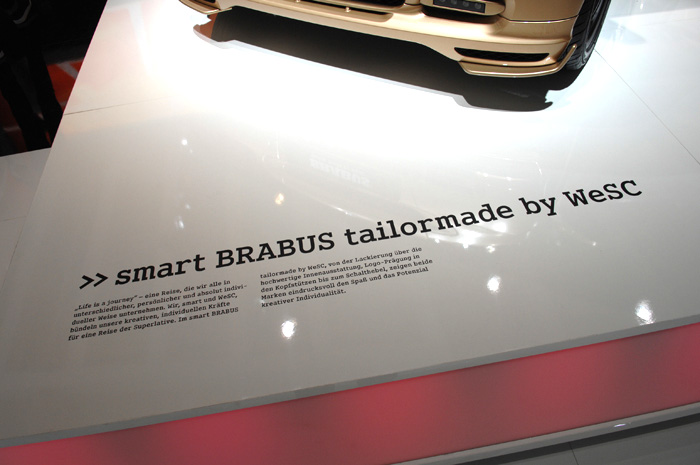 >> smart BRABUS tailormade by WeSC
„Life is a journey“ – eine Reise, die wir alle in
unterschiedlicher, persönlicher und absolut indivi-
dueller Weise unternehmen. Wir, smart und WeSC,
bündeln unsere kreativen, individuellen Kräfte
für eine Reise der Superlative. Im smart BRABUS
tailormade by WeSC, von der Lackierung über die
hochwertige Innenausstattung, Logo-Prägung in
den Kopfstützen bis zum Schalthebel, zeigen beide
Marken eindrucksvoll den Spaß und das Potenzial
kreativer Individualität.